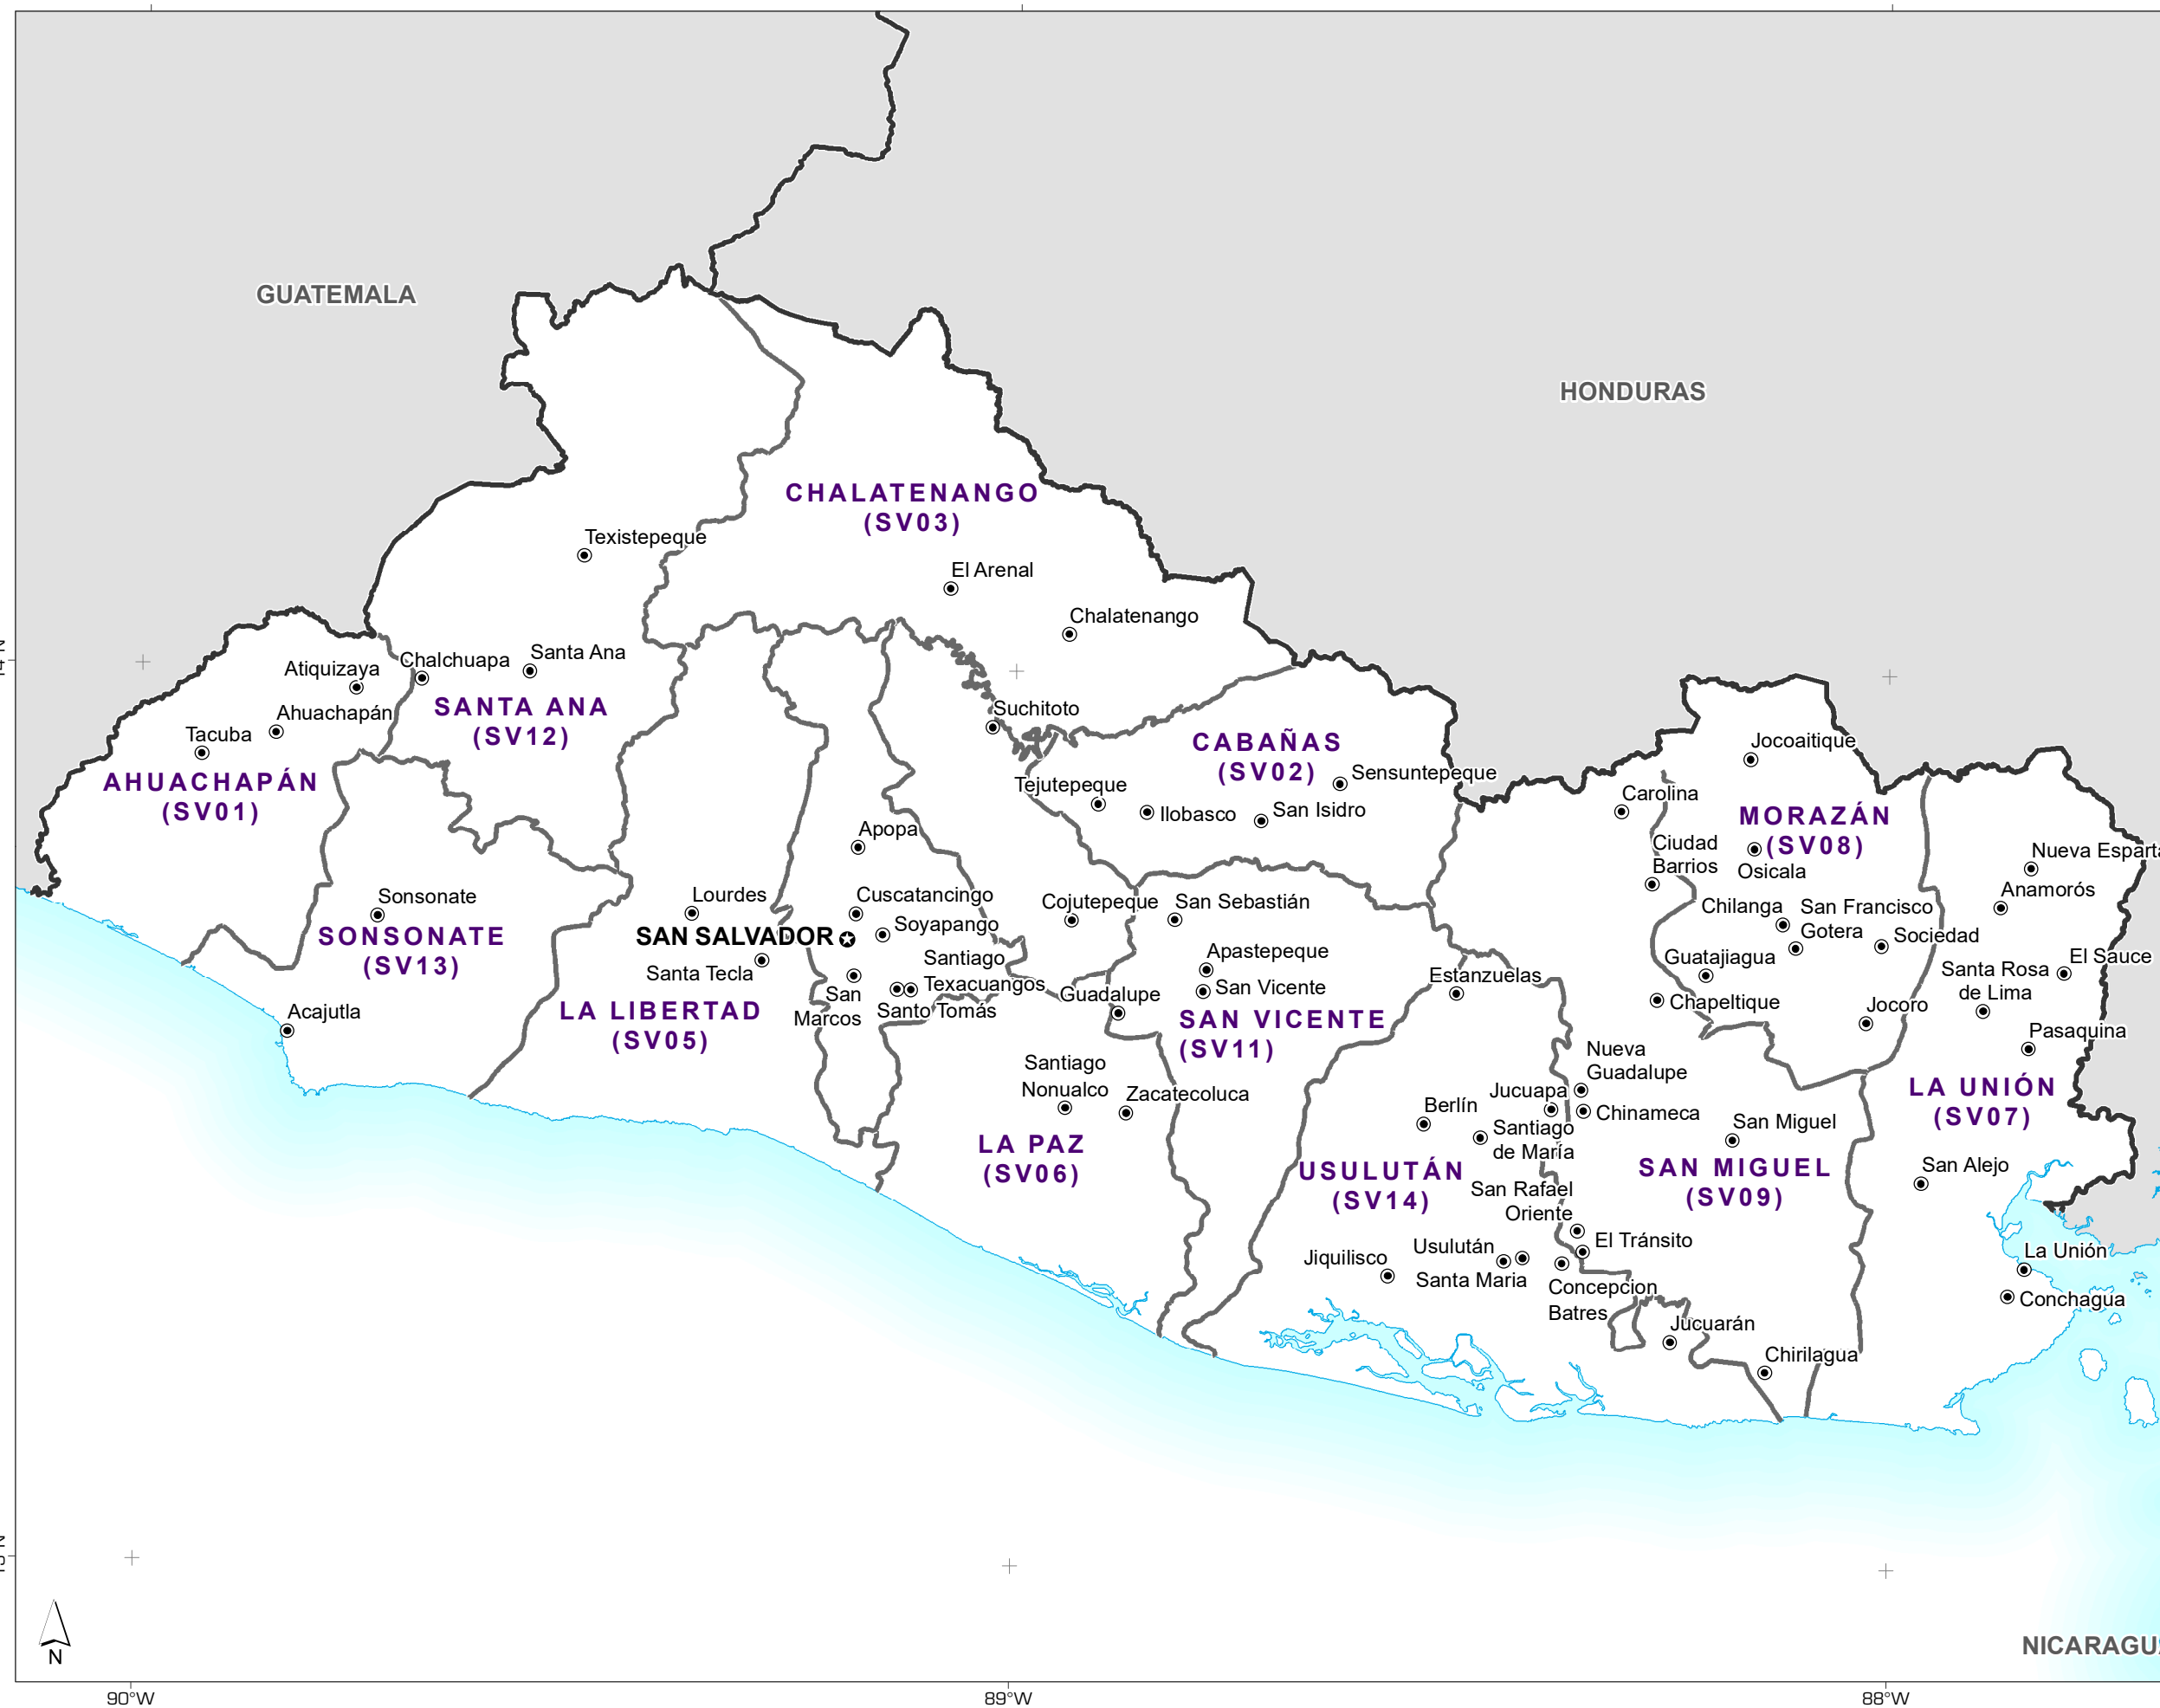 GUATEMALA
HONDURAS
CHALATENANGO
(SV03)
Texistepeque
El Arenal
Chalatenango
Atiquizaya
Chalchuapa
Santa Ana
SANTA ANA
(SV12)
Ahuachapán
Tacuba
AHUACHAPÁN
(SV01)
Suchitoto
CABAÑAS
(SV02)
Sensuntepeque
Tejutepeque
Ilobasco
San Isidro
Jocoaitique
Carolina
MORAZÁN
(SV08)
Ciudad
Barrios
Osicala
Nueva Esparta
Anamorós
Apopa
Sonsonate
SONSONATE
(SV13)
Lourdes
Cuscatancingo
Soyapango
SAN SALVADOR
Santa Tecla
Santiago
Texacuangos
San
Marcos
Santo Tomás
Cojutepeque
San Sebastián
Apastepeque
San Vicente
Guadalupe
SAN VICENTE
(SV11)
Estanzuelas
Chilanga
San Francisco
Gotera
Sociedad
Guatajiagua
Chapeltique
Jocoro
Santa Rosa
de Lima
El Sauce
Pasaquina
Acajutla
LA LIBERTAD
(SV05)
Santiago
Nonualco
Zacatecoluca
LA PAZ
(SV06)
Nueva
Guadalupe
Jucuapa
Chinameca
Berlín
Santiago
de María
San Miguel
LA UNIÓN
(SV07)
USULUTÁN
(SV14)
SAN MIGUEL
(SV09)
San Alejo
San Rafael
Oriente
El Tránsito
Jiquilisco
Usulután
Santa Maria
Concepcion
Batres
La Unión
Conchagua
Jucuarán
Chirilagua
N
90°W
89°W
88°W